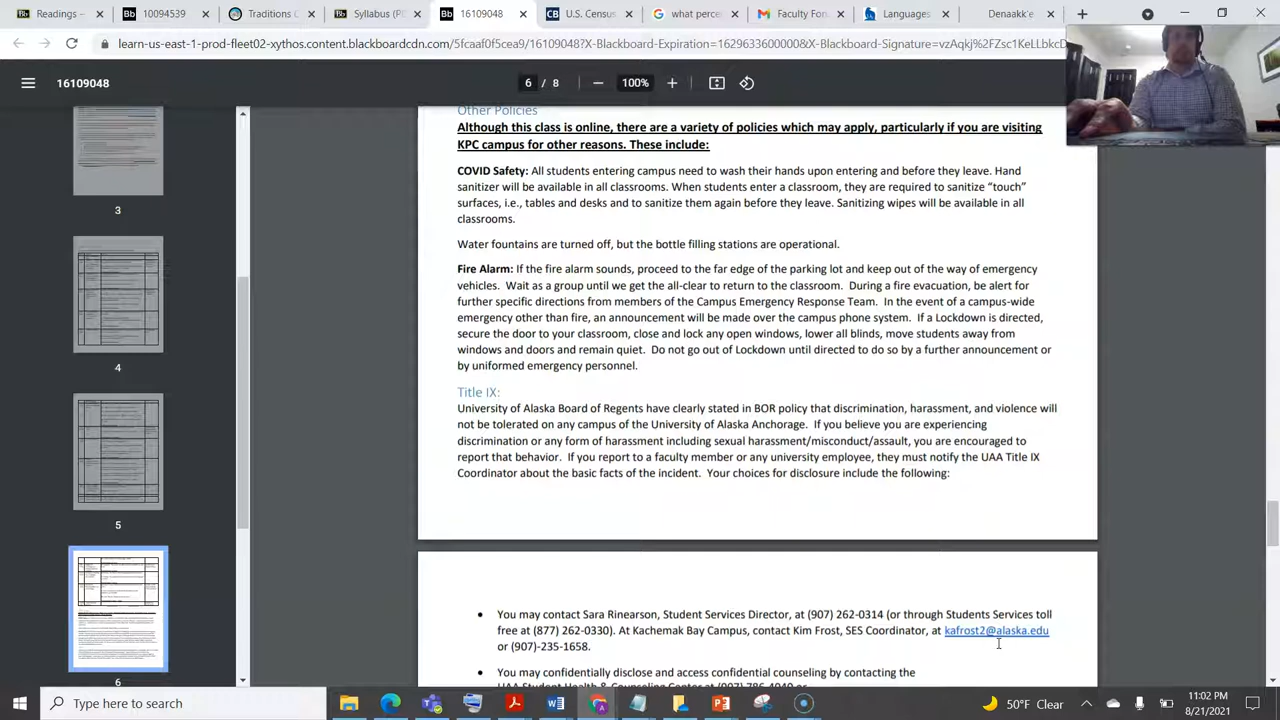 Readings –
10094539
Traditions C
Syllabus (PD
16109048
U.S. Census
what perce
Faculty Forn
Languages
Denaakk'e
learn-us-east-1-prod-fleet02-xythos.content.blackboardcdn.com/5fcaaf0f5cea9/16109048?X-Blackboard-Expiration=1629633600000&X-Blackboard-Signature=vzAqkj%2FZsc1KeLLbkcD
16109048
6 / 8
100%
3
4
5
6
Other Policies
Although this class is online, there are a variety of policies which may apply, particularly if you are visiting
KPC campus for other reasons. These include:
COVID Safety: All students entering campus need to wash their hands upon entering and before they leave. Hand
sanitizer will be available in all classrooms. When students enter a classroom, they are required to sanitize “touch”
surfaces, i.e., tables and desks and to sanitize them again before they leave. Sanitizing wipes will be available in all
classrooms.
Water fountains are turned off, but the bottle filling stations are operational.
Fire Alarm: If the fire alarm sounds, proceed to the far edge of the parking lot and keep out of the way of emergency
vehicles. Wait as a group until we get the all-clear to return to the classroom. During a fire evacuation, be alert for
further specific directions from members of the Campus Emergency Response Team. In the event of a campus-wide
emergency other than fire, an announcement will be made over the campus phone system. If a Lockdown is directed,
secure the door to your classroom, close and lock any open windows, lower all blinds, move students away from
windows and doors and remain quiet. Do not go out of Lockdown until directed to do so by a further announcement or
by uniformed emergency personnel.
Title IX:
University of Alaska Board of Regents have clearly stated in BOR policy that discrimination, harassment, and violence will
not be tolerated on any campus of the University of Alaska Anchorage. If you believe you are experiencing
discrimination or any form of harassment including sexual harassment/misconduct/assault, you are encouraged to
report that behavior. If you report to a faculty member or any university employee, they must notify the UAA Title IX
Coordinator about the basic facts of the incident. Your choices for disclosure include the following:
• You may contact Sara Rinearson, Student Services Director, at (907) 262-0314 (or through Students Services toll
free at (877) 262-0330). At Kachemak Bay Campus, contact Kim Frost, SES Coordinator, at kafrost2@alaska.edu
or (907)-235-1658.
• You may confidentially disclose and access confidential counseling by contacting the
UAA Student Health & Counseling Center at (907) 786-4040 or
Type here to search
50°F Clear
11:02 PM
8/21/2021